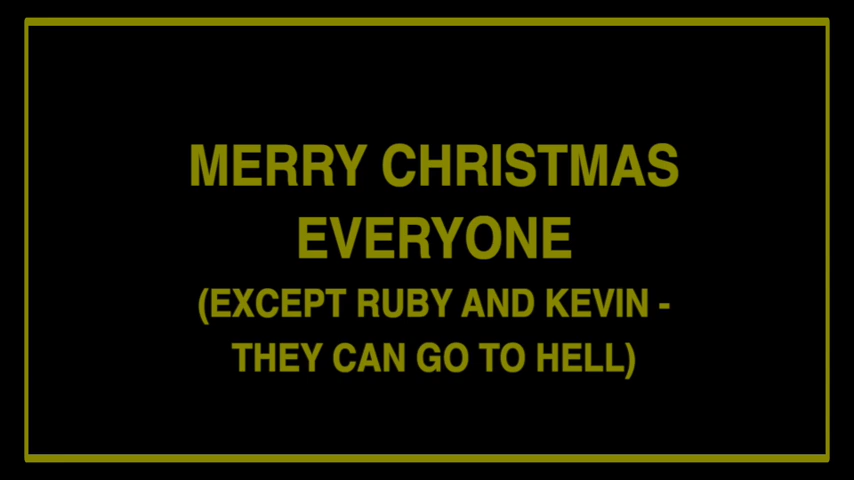 MERRY CHRISTMAS
EVERYONE
(EXCEPT RUBY AND KEVIN -
THEY CAN GO TO HELL)